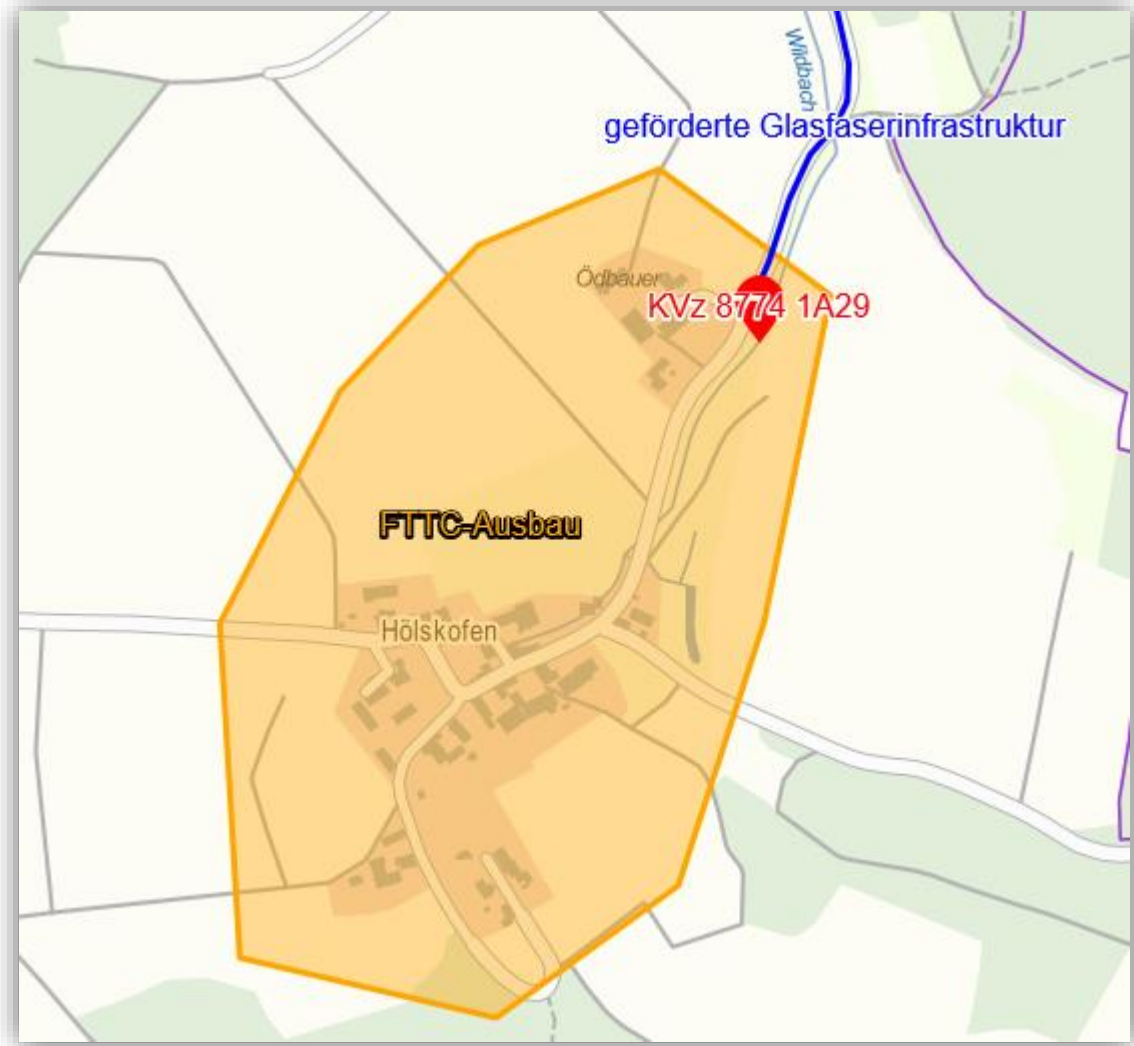 Wildbach
geförderte Glasfaserinfrastruktur
Ödbauer
KVz 8774 1A29
FTTC-Ausbau
Hölskofen